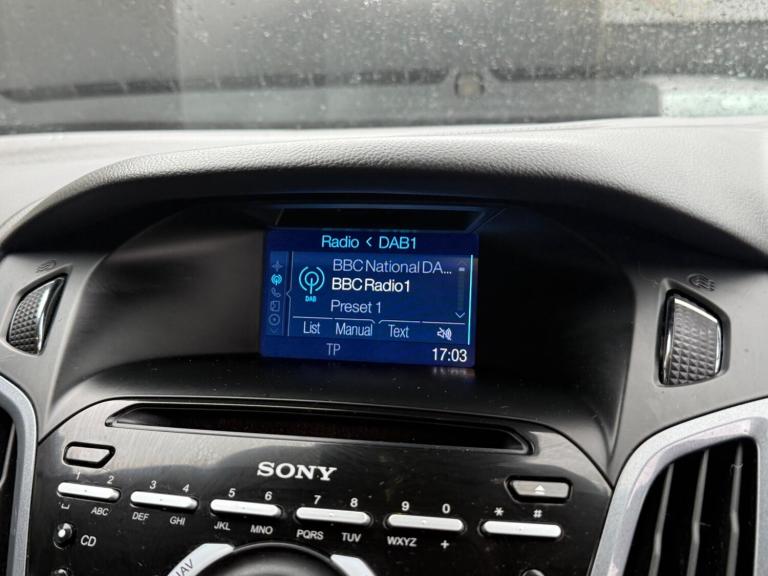 Radio < DAB1
BBC National DA...
BBC Radio1
DAB
Preset 1
List Manual Text
TP 17:03
SONY
1 2 3 4 5 6 7 8 9 0 * #
ABC DEF GHI JKL MNO PQRS TUV WXYZ +
CD
NAV